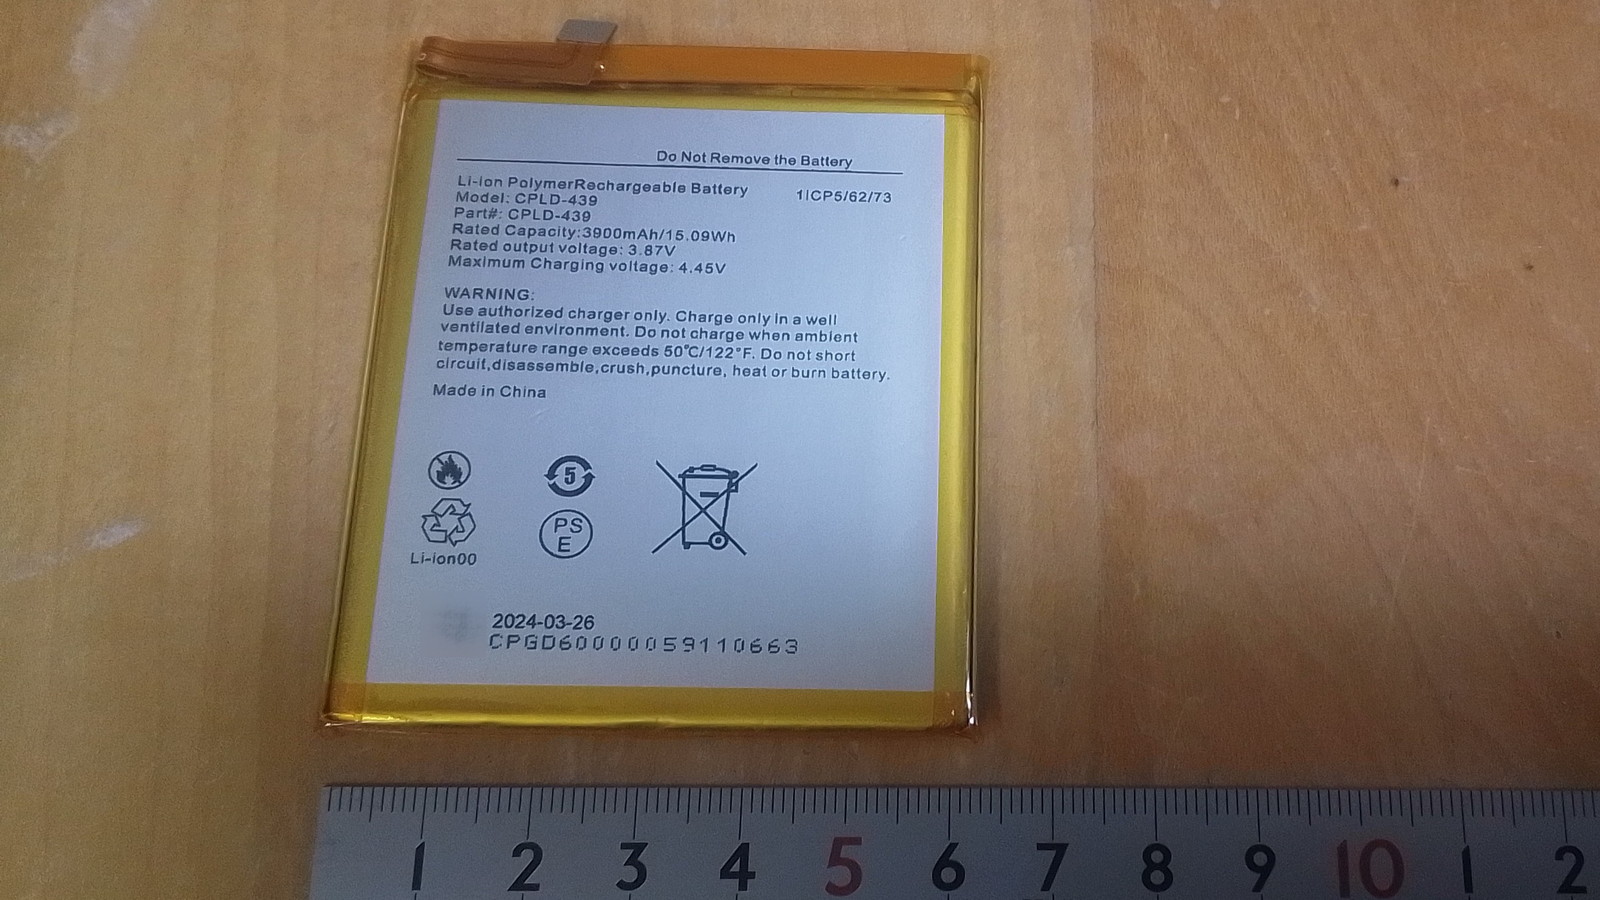 Do Not Remove the Battery
Li-ion PolymerRechargeable Battery 1ICP5/62/73
Model: CPLD-439
Part#: CPLD-439
Rated Capacity:3900mAh/15.09Wh
Rated output voltage: 3.87V
Maximum Charging voltage: 4.45V
WARNING:
Use authorized charger only. Charge only in a well
ventilated environment. Do not charge when ambient
temperature range exceeds 50℃/122°F. Do not short
circuit,disassemble,crush,puncture, heat or burn battery.
Made in China
5
PS
E
Li-ion00
2024-03-26
CPGD60000059110663
1 2 3 4 5 6 7 8 9 10 1 2